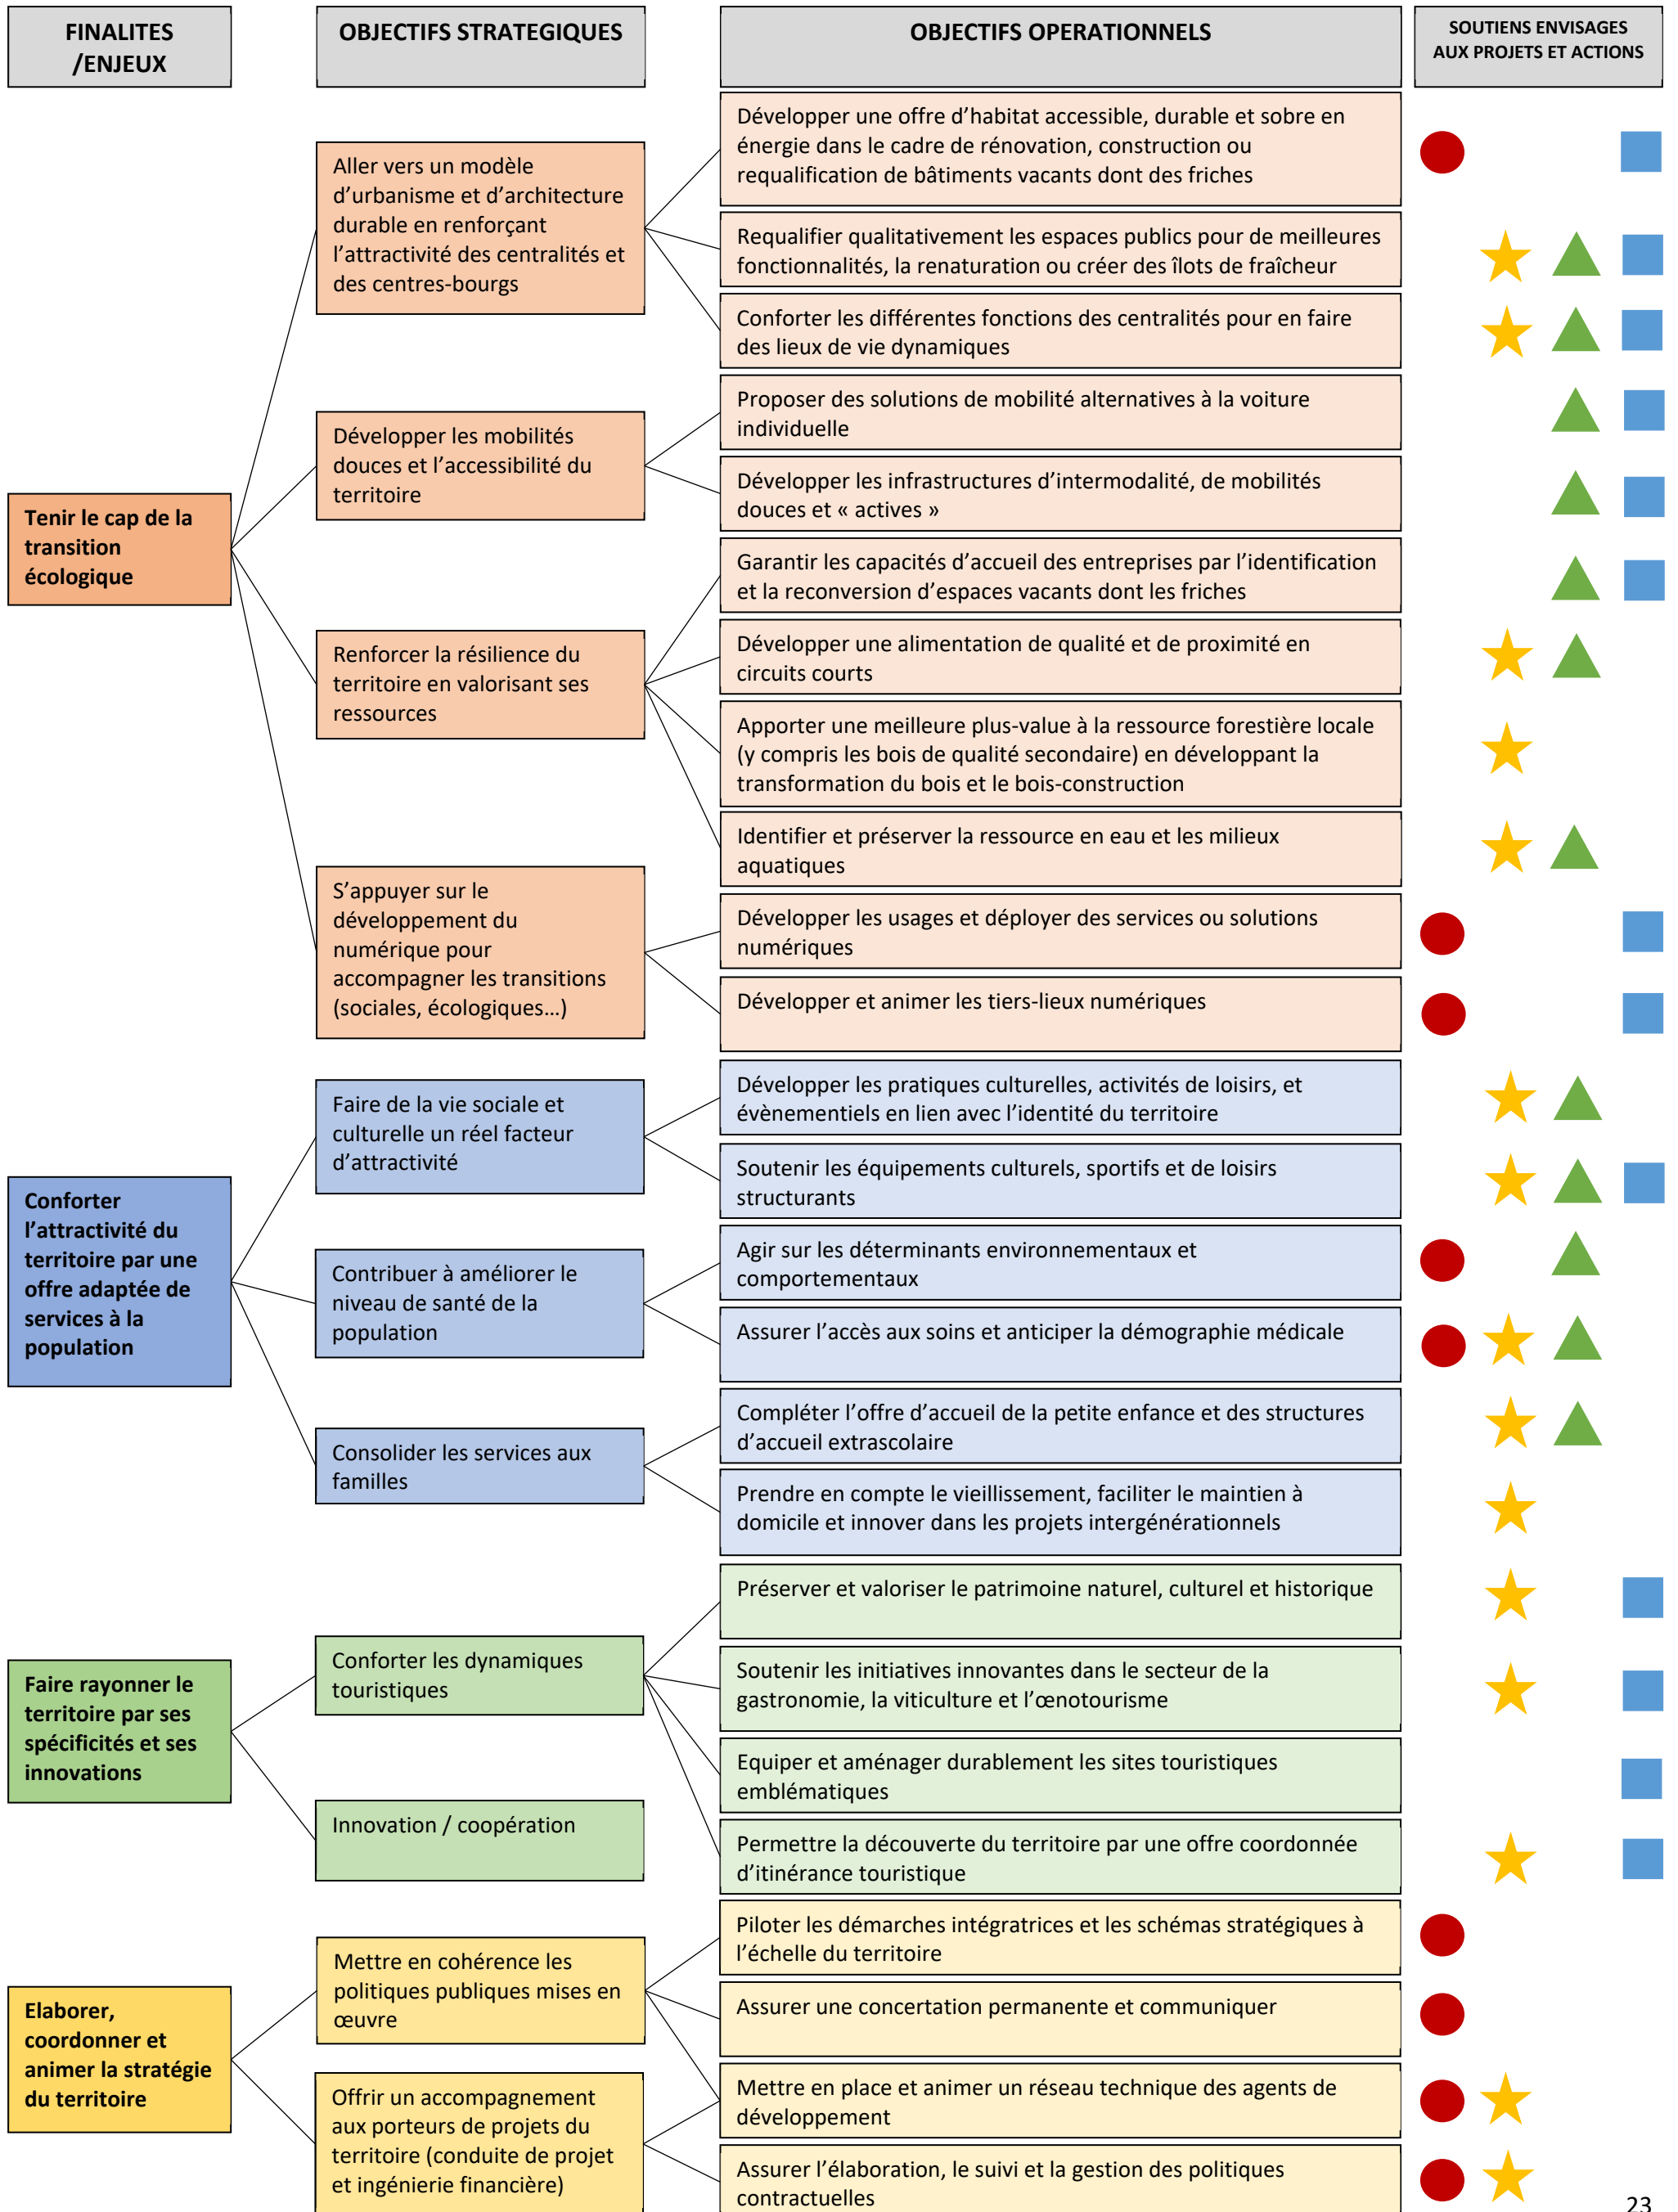 FINALITES
/ENJEUX
OBJECTIFS STRATEGIQUES
OBJECTIFS OPERATIONNELS
SOUTIENS ENVISAGES
AUX PROJETS ET ACTIONS
Tenir le cap de la
transition
écologique
Aller vers un modèle
d’urbanisme et d’architecture
durable en renforçant
l’attractivité des centralités et
des centres-bourgs
Développer une offre d’habitat accessible, durable et sobre en
énergie dans le cadre de rénovation, construction ou
requalification de bâtiments vacants dont des friches
Requalifier qualitativement les espaces publics pour de meilleures
fonctionnalités, la renaturation ou créer des îlots de fraîcheur
Conforter les différentes fonctions des centralités pour en faire
des lieux de vie dynamiques
Développer les mobilités
douces et l’accessibilité du
territoire
Proposer des solutions de mobilité alternatives à la voiture
individuelle
Développer les infrastructures d’intermodalité, de mobilités
douces et « actives »
Renforcer la résilience du
territoire en valorisant ses
ressources
Garantir les capacités d’accueil des entreprises par l’identification
et la reconversion d’espaces vacants dont les friches
Développer une alimentation de qualité et de proximité en
circuits courts
Apporter une meilleure plus-value à la ressource forestière locale
(y compris les bois de qualité secondaire) en développant la
transformation du bois et le bois-construction
Identifier et préserver la ressource en eau et les milieux
aquatiques
S’appuyer sur le
développement du
numérique pour
accompagner les transitions
(sociales, écologiques…)
Développer les usages et déployer des services ou solutions
numériques
Développer et animer les tiers-lieux numériques
Conforter
l’attractivité du
territoire par une
offre adaptée de
services à la
population
Faire de la vie sociale et
culturelle un réel facteur
d’attractivité
Développer les pratiques culturelles, activités de loisirs, et
évènementiels en lien avec l’identité du territoire
Soutenir les équipements culturels, sportifs et de loisirs
structurants
Contribuer à améliorer le
niveau de santé de la
population
Agir sur les déterminants environnementaux et
comportementaux
Assurer l’accès aux soins et anticiper la démographie médicale
Consolider les services aux
familles
Compléter l’offre d’accueil de la petite enfance et des structures
d’accueil extrascolaire
Prendre en compte le vieillissement, faciliter le maintien à
domicile et innover dans les projets intergénérationnels
Faire rayonner le
territoire par ses
spécificités et ses
innovations
Conforter les dynamiques
touristiques
Préserver et valoriser le patrimoine naturel, culturel et historique
Soutenir les initiatives innovantes dans le secteur de la
gastronomie, la viticulture et l’œnotourisme
Equiper et aménager durablement les sites touristiques
emblématiques
Permettre la découverte du territoire par une offre coordonnée
d’itinérance touristique
Innovation / coopération
Elaborer,
coordonner et
animer la stratégie
du territoire
Mettre en cohérence les
politiques publiques mises en
œuvre
Piloter les démarches intégratrices et les schémas stratégiques à
l’échelle du territoire
Assurer une concertation permanente et communiquer
Mettre en place et animer un réseau technique des agents de
développement
Offrir un accompagnement
aux porteurs de projets du
territoire (conduite de projet
et ingénierie financière)
Assurer l’élaboration, le suivi et la gestion des politiques
contractuelles
23